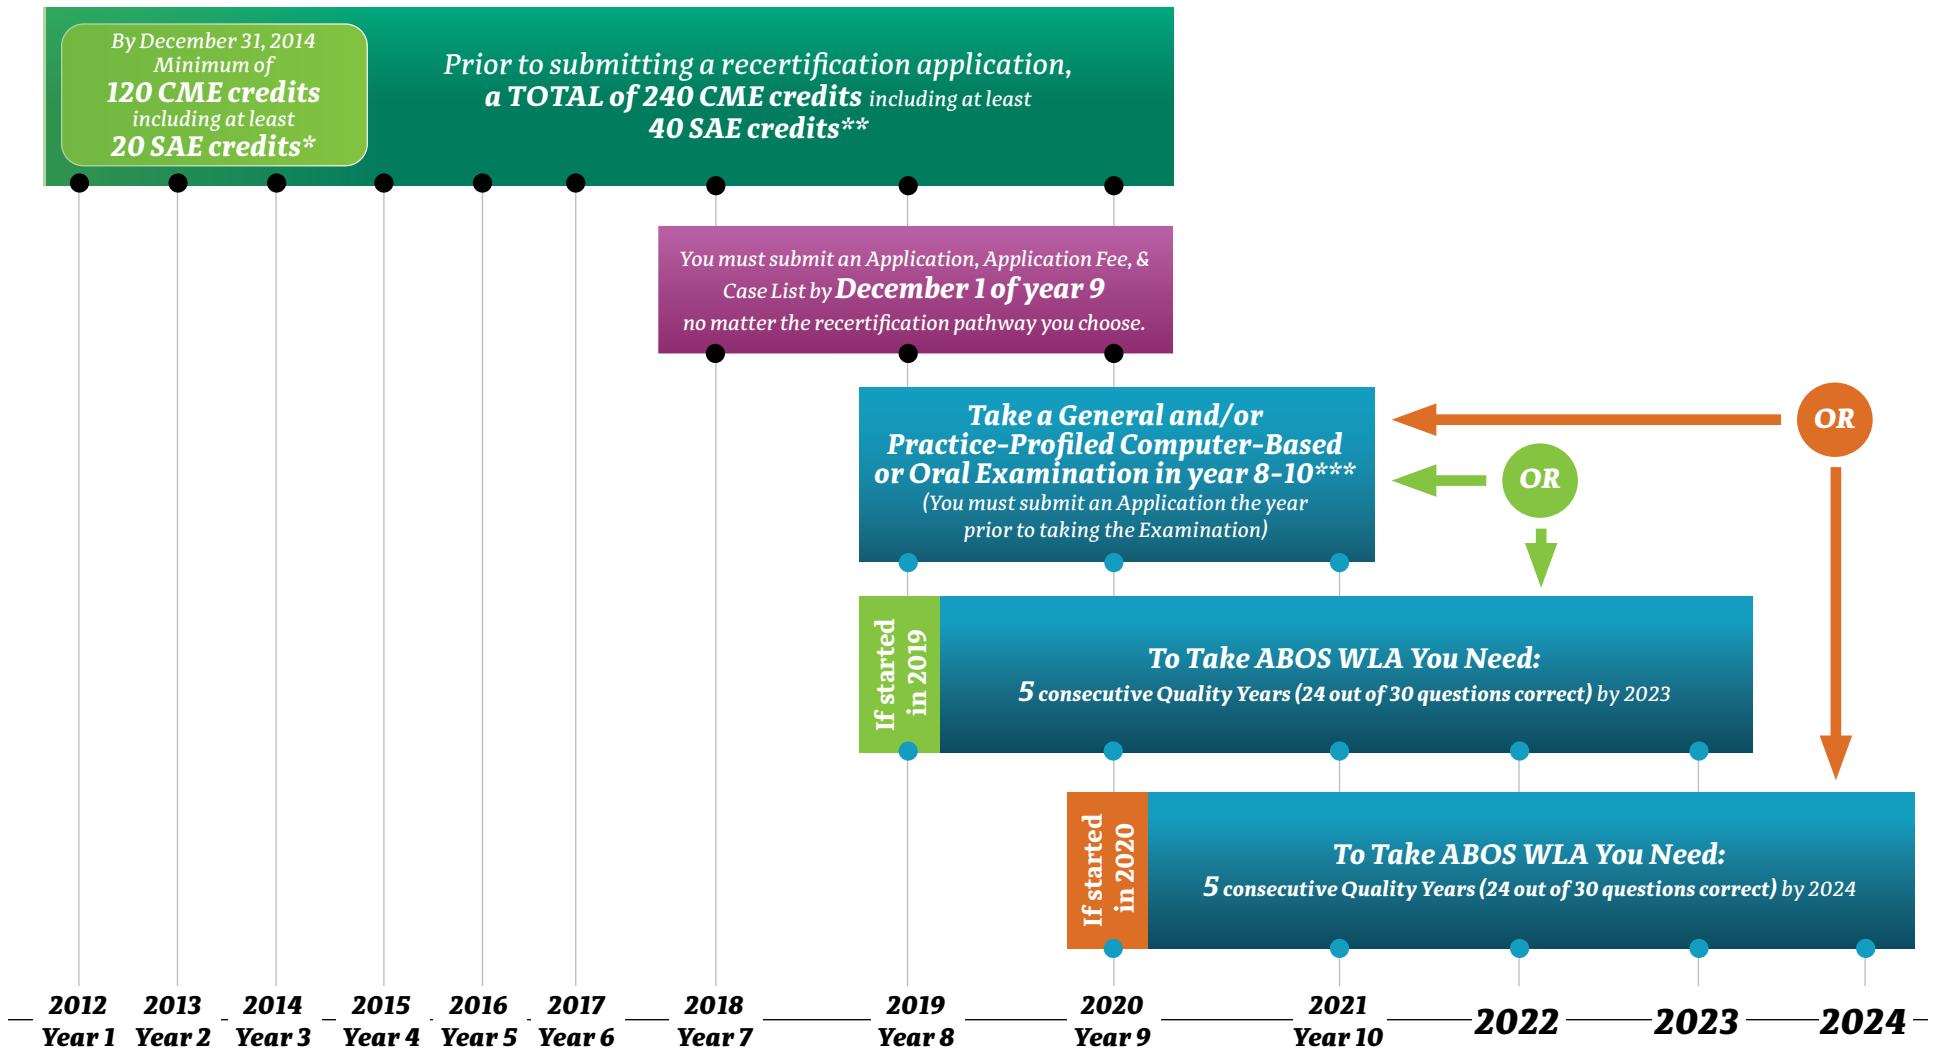 By December 31, 2014
Minimum of
120 CME credits
including at least
20 SAE credits*
Prior to submitting a recertification application,
a TOTAL of 240 CME credits including at least
40 SAE credits**
You must submit an Application, Application Fee, &
Case List by December 1 of year 9
no matter the recertification pathway you choose.
Take a General and/or
Practice-Profiled Computer-Based
or Oral Examination in year 8-10***
(You must submit an Application the year
prior to taking the Examination)
OR
OR
If started
in 2019
To Take ABOS WLA You Need:
5 consecutive Quality Years (24 out of 30 questions correct) by 2023
If started
in 2020
To Take ABOS WLA You Need:
5 consecutive Quality Years (24 out of 30 questions correct) by 2024
2012
Year 1
2013
Year 2
2014
Year 3
2015
Year 4
2016
Year 5
2017
Year 6
2018
Year 7
2019
Year 8
2020
Year 9
2021
Year 10
2022
2023
2024